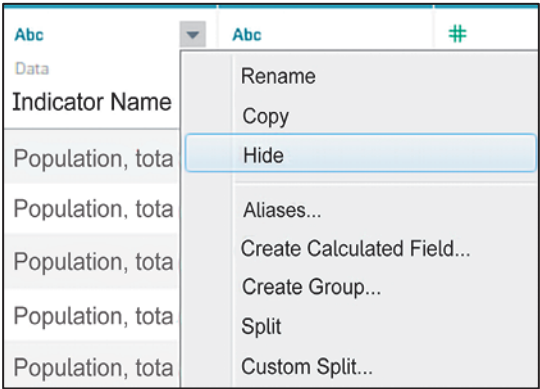 Abc Abc #
Data
Indicator Name
Rename
Copy
Hide
Aliases...
Create Calculated Field...
Create Group...
Split
Custom Split...
Population, tota
Population, tota
Population, tota
Population, tota
Population, tota